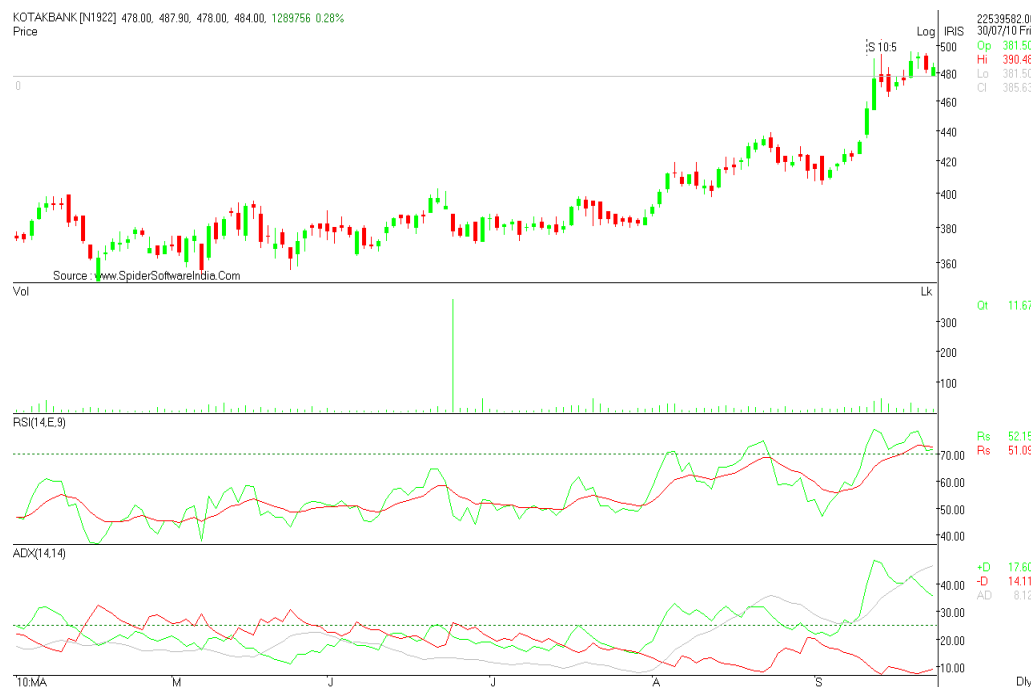 KOTAKBANK [N1922] 478.00, 487.90, 478.00, 484.00, 1289756 0.28%
Price
Log
IRIS
30/07/10 Fri
Op 381.50
Hi 390.48
Lo 381.50
Cl 385.63
S 10:5
500
480
460
440
420
400
380
360
0
Source : www.SpiderSoftwareIndia.Com
Vol
Lk
Ot 11.67
300
200
100
RSI(14,E,9)
Rs 52.15
Rs 51.09
70.00
60.00
50.00
40.00
ADX(14,14)
+D 17.66
-D 14.11
AD 8.12
40.00
30.00
20.00
10.00
10:MA
M
J
J
A
S
Dly